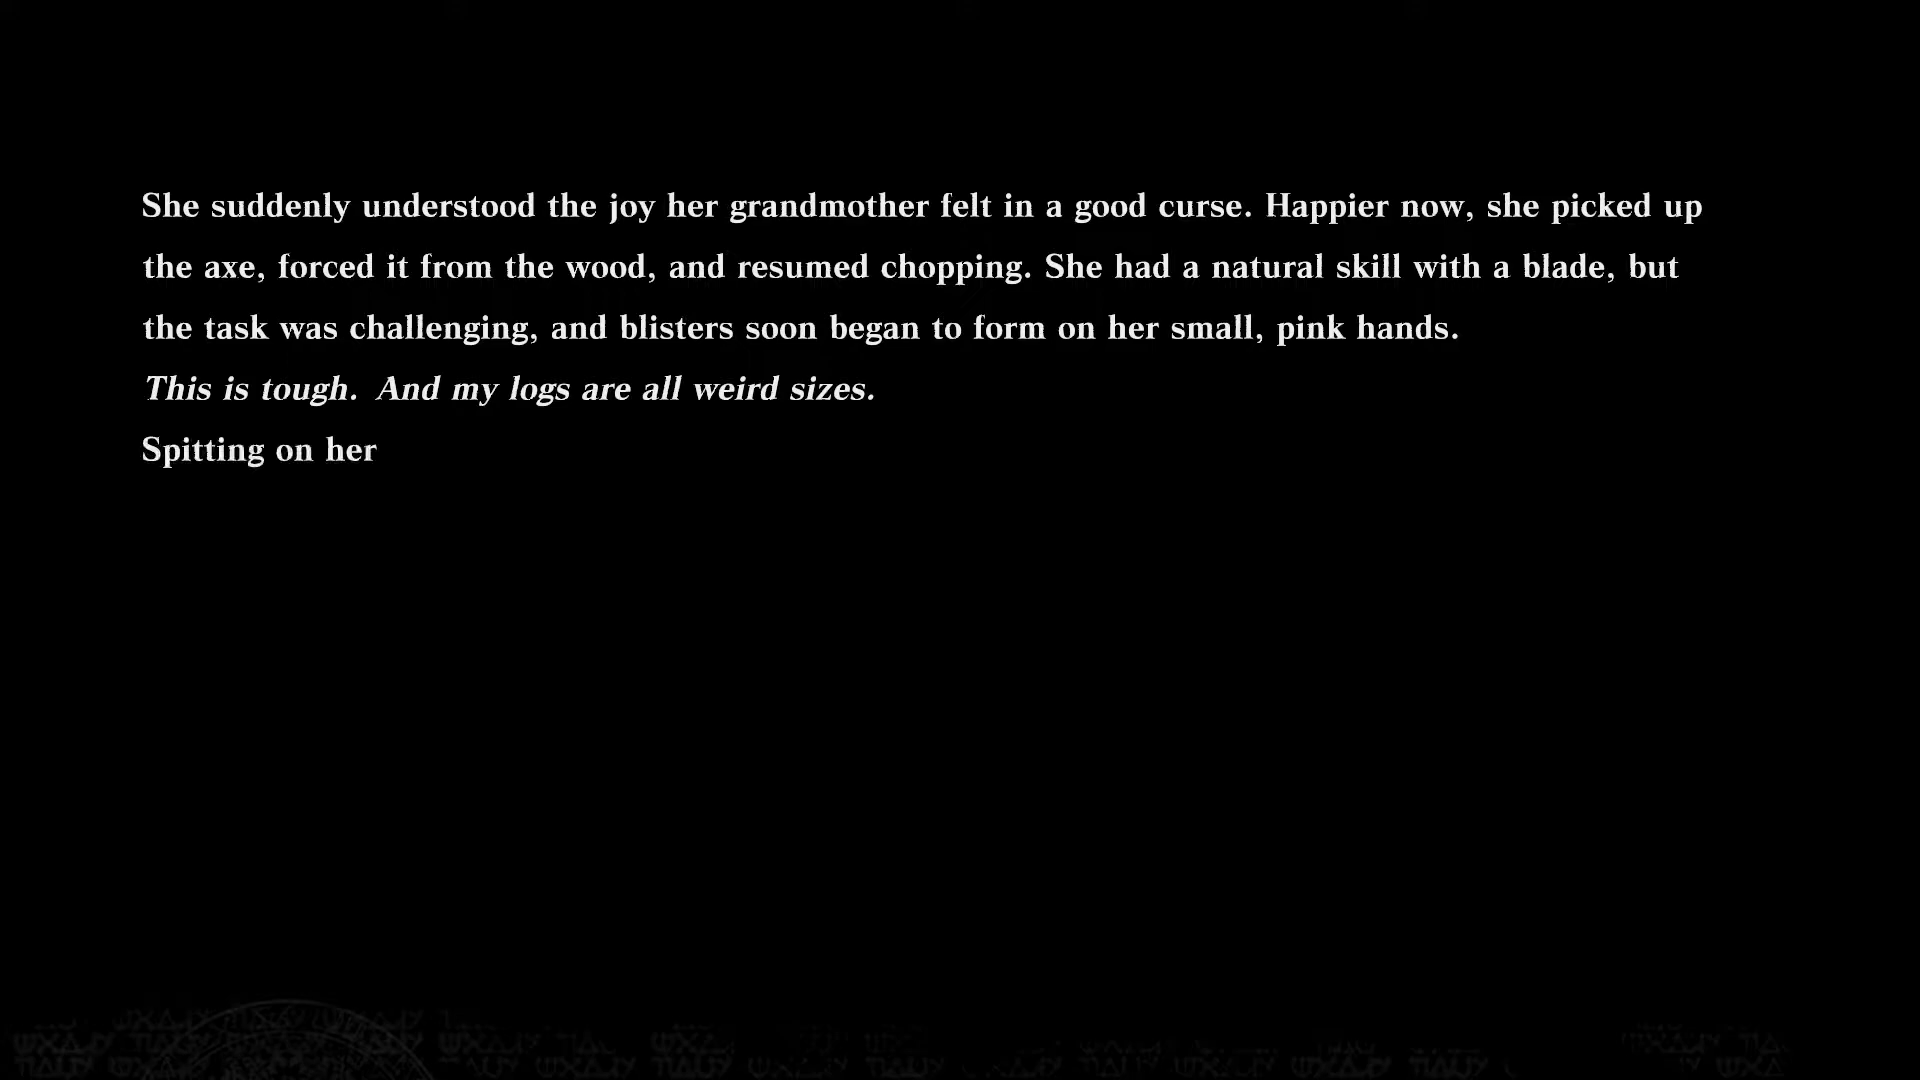 She suddenly understood the joy her grandmother felt in a good curse. Happier now, she picked up
the axe, forced it from the wood, and resumed chopping. She had a natural skill with a blade, but
the task was challenging, and blisters soon began to form on her small, pink hands.
This is tough. And my logs are all weird sizes.
Spitting on her